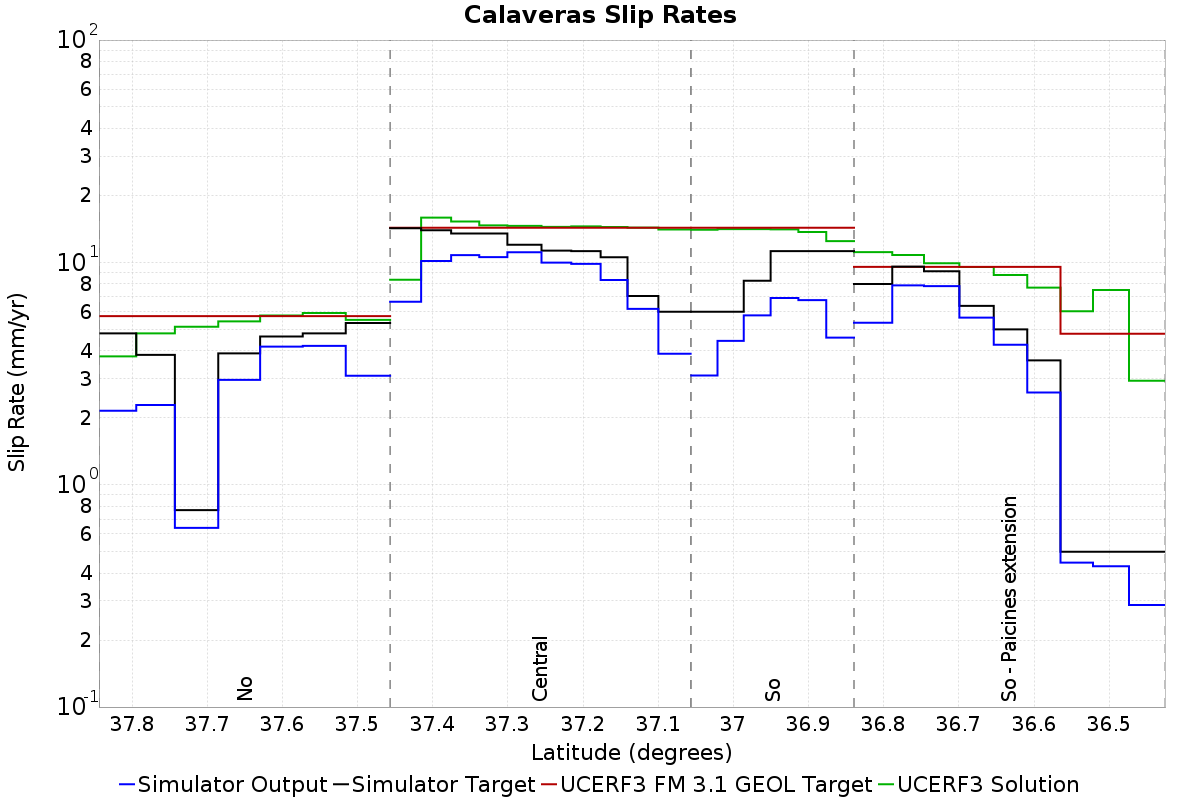 Calaveras Slip Rates
Slip Rate (mm/yr)
10^2
8
6
4
3
2
10^1
8
6
4
3
2
10^0
8
6
4
3
2
10^-1
No
Central
So
So - Paicines extension
37.8 37.7 37.6 37.5 37.4 37.3 37.2 37.1 37 36.9 36.8 36.7 36.6 36.5
Latitude (degrees)
Simulator Output Simulator Target UCERF3 FM 3.1 GEOL Target UCERF3 Solution